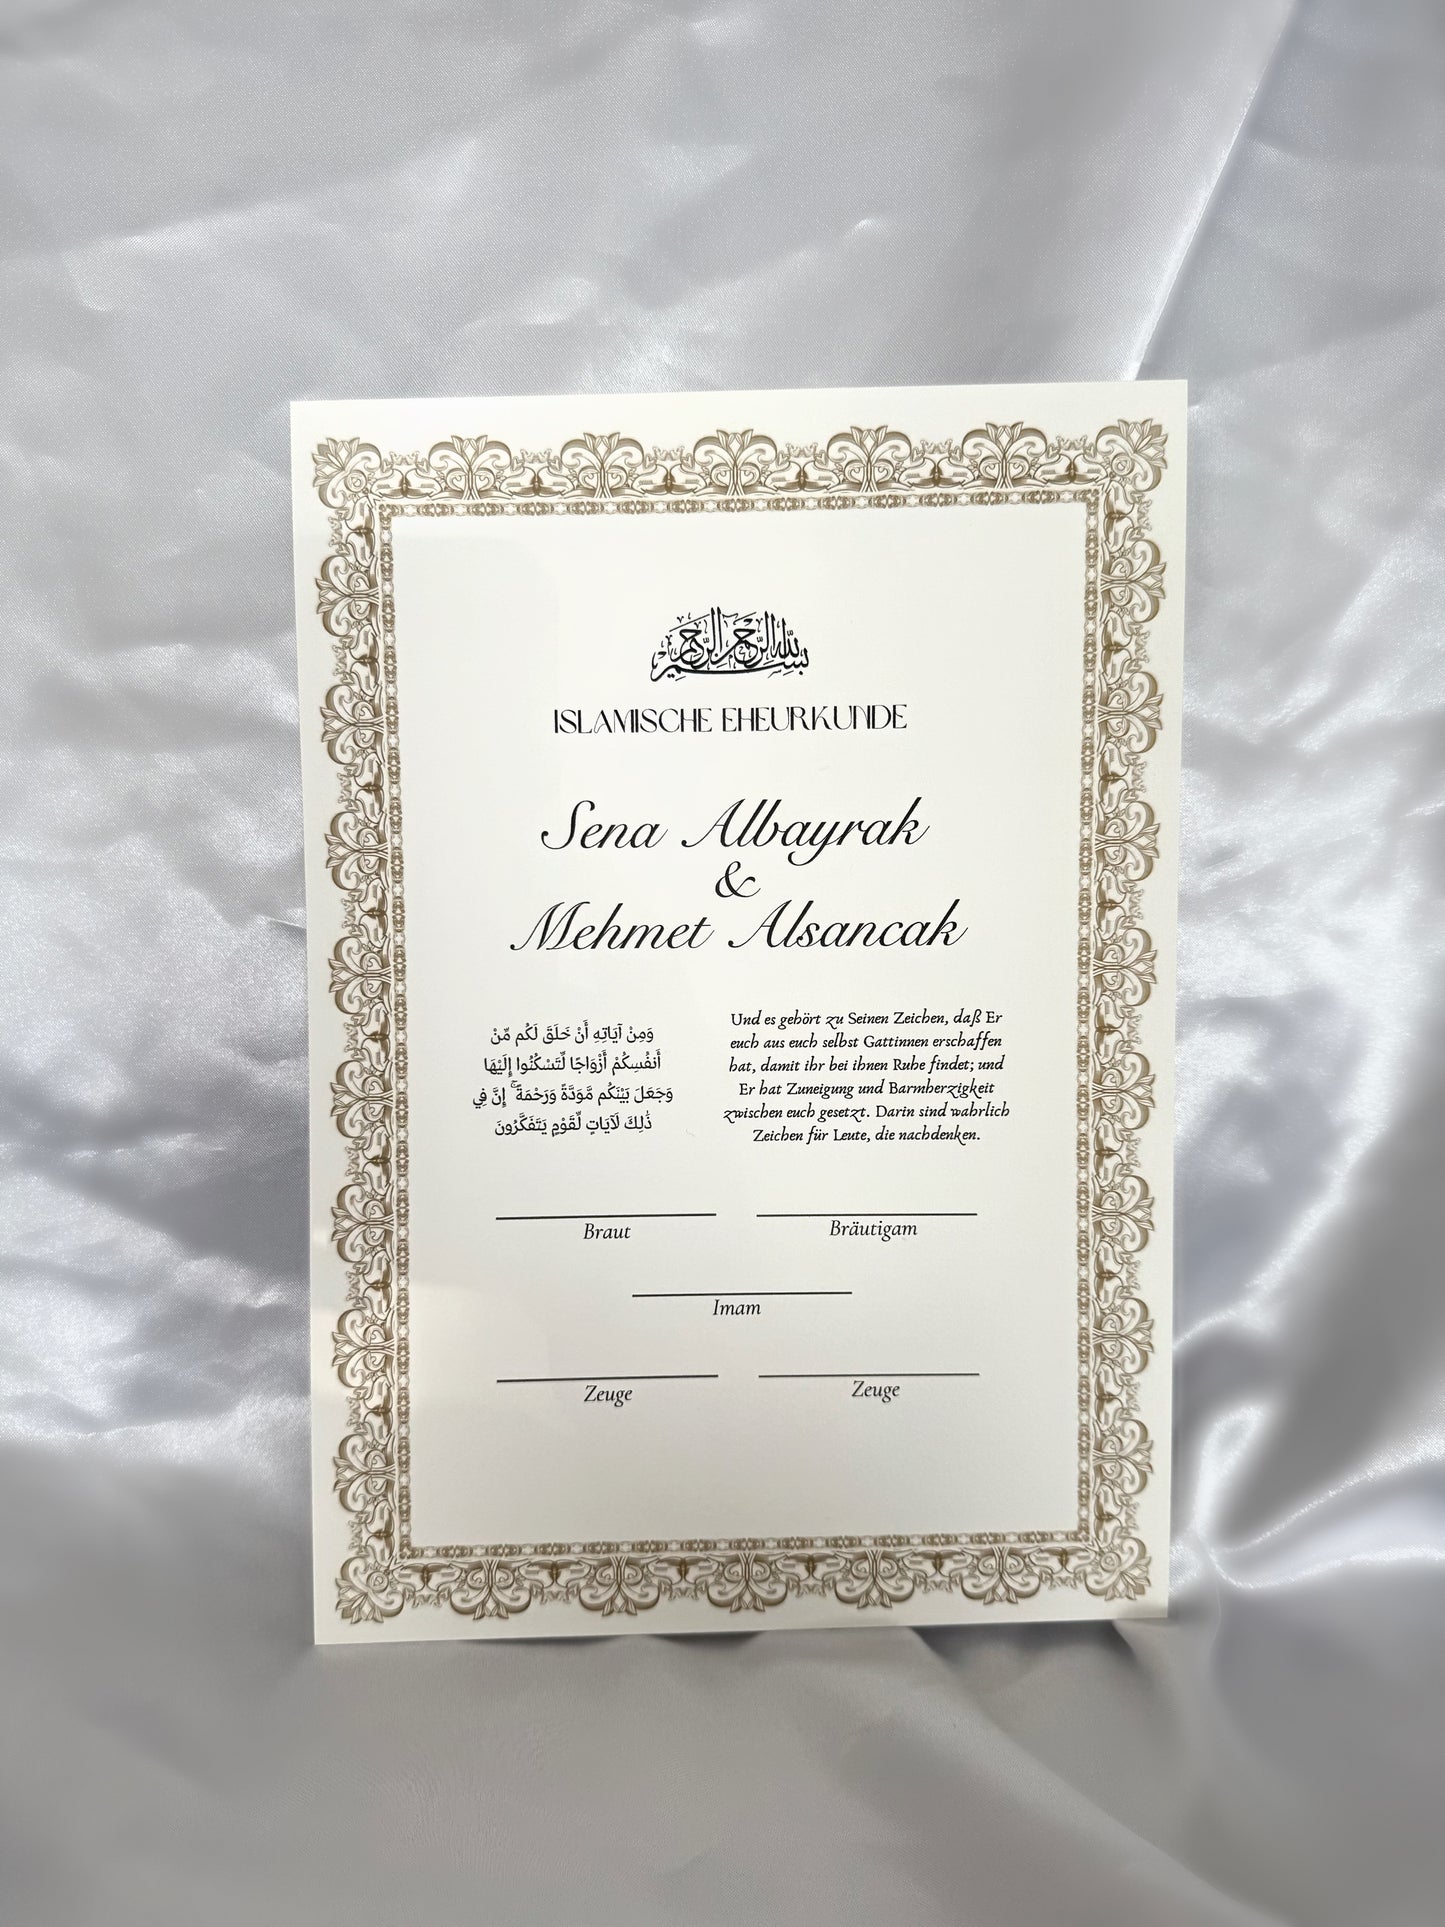 بسم الله الرحمن الرحيم
ISLAMISCHE EHEURKUNDE
Sena Albayrak
&
Mehmet Alsancak
وَمِنْ آيَاتِهِ أَنْ خَلَقَ لَكُم مِّنْ
أَنفُسِكُمْ أَزْوَاجًا لِّتَسْكُنُوا إِلَيْهَا
وَجَعَلَ بَيْنَكُم مَّوَدَّةً وَرَحْمَةً ۚ إِنَّ فِي
ذَٰلِكَ لَآيَاتٍ لِّقَوْمٍ يَتَفَكَّرُونَ
Und es gehört zu Seinen Zeichen, daß Er
euch aus euch selbst Gattinnen erschaffen
hat, damit ihr bei ihnen Ruhe findet; und
Er hat Zuneigung und Barmherzigkeit
zwischen euch gesetzt. Darin sind wahrlich
Zeichen für Leute, die nachdenken.
Braut
Bräutigam
Imam
Zeuge
Zeuge